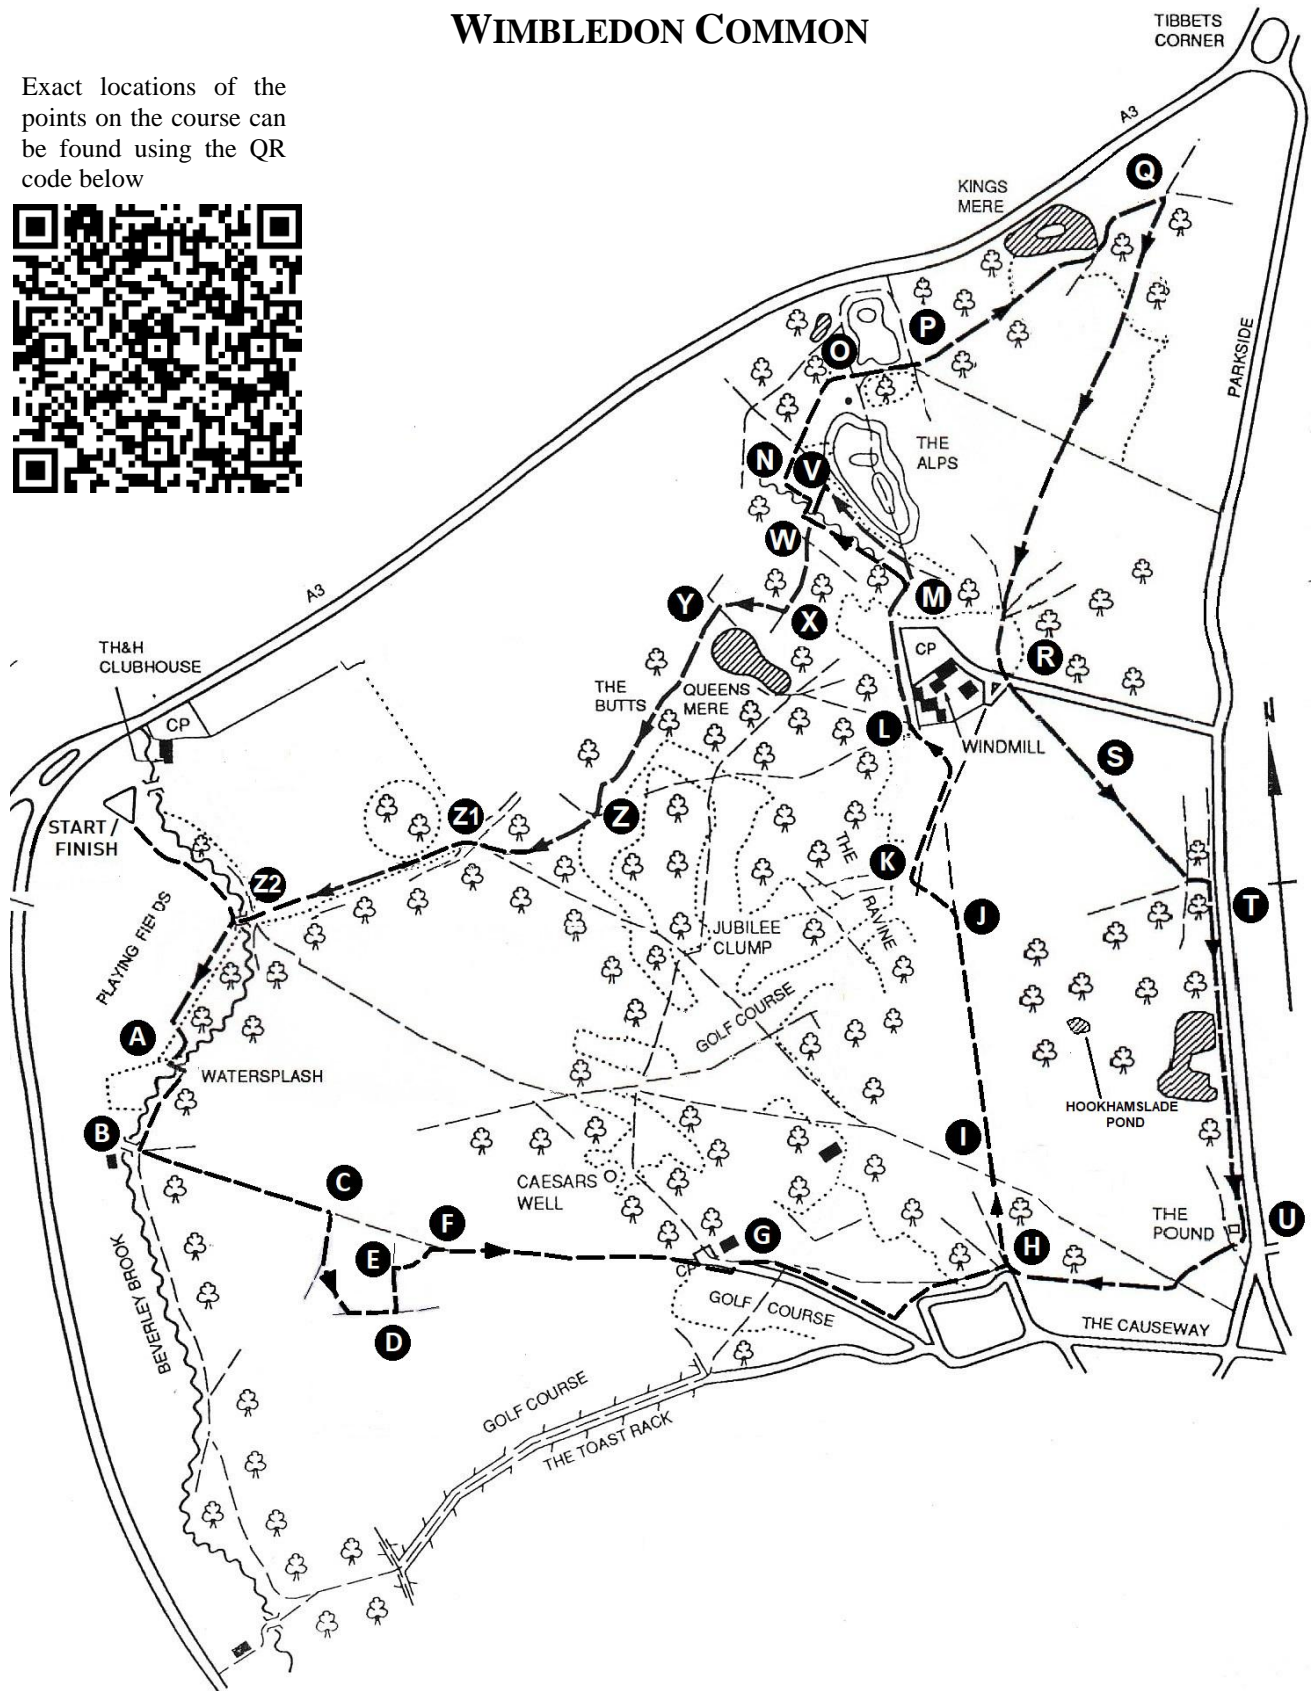 WIMBLEDON COMMON
TIBBETS
CORNER
Exact locations of the
points on the course can
be found using the QR
code below
A3
Q
KINGS
MERE
PARKSIDE
P
O
THE
ALPS
N
V
W
A3
M
Y
X
TH&H
CLUBHOUSE
CP
R
THE
BUTTS
QUEENS
MERE
CP
L
WINDMILL
S
START /
FINISH
Z1
Z
THE
RAVINE
K
Z2
T
J
PLAYING FIELDS
JUBILEE
CLUMP
GOLF COURSE
A
WATERSPLASH
HOOKHAMSLADE
POND
B
I
C
CAESARS
WELL
F
THE
POUND
U
E
G
H
CP
GOLF COURSE
D
THE CAUSEWAY
BEVERLEY BROOK
GOLF COURSE
THE TOAST RACK